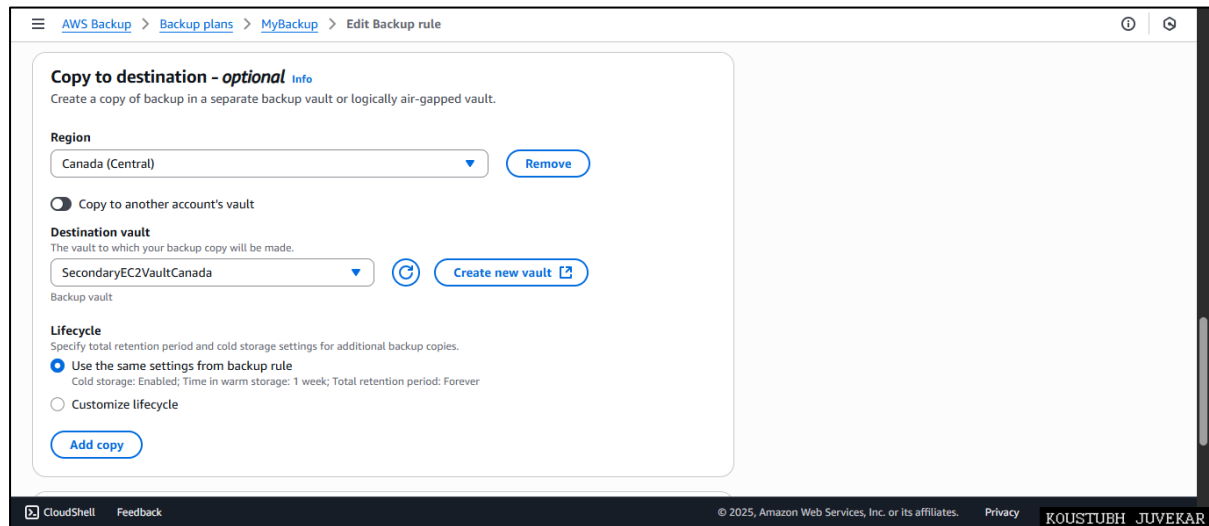 AWS Backup > Backup plans > MyBackup > Edit Backup rule
Copy to destination - optional Info
Create a copy of backup in a separate backup vault or logically air-gapped vault.
Region
Canada (Central) Remove
Copy to another account's vault
Destination vault
The vault to which your backup copy will be made.
SecondaryEC2VaultCanada Create new vault
Backup vault
Lifecycle
Specify total retention period and cold storage settings for additional backup copies.
Use the same settings from backup rule
Cold storage: Enabled; Time in warm storage: 1 week; Total retention period: Forever
Customize lifecycle
Add copy
CloudShell Feedback © 2025, Amazon Web Services, Inc. or its affiliates. Privacy KOUSTUBH JUVEKAR